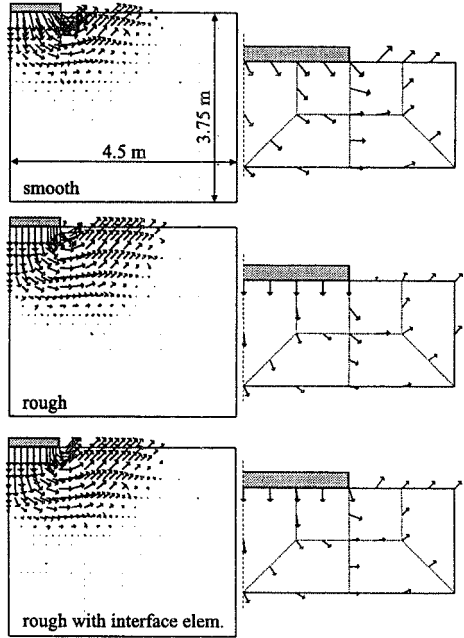 3.75 m
4.5 m
smooth
rough
rough with interface elem.